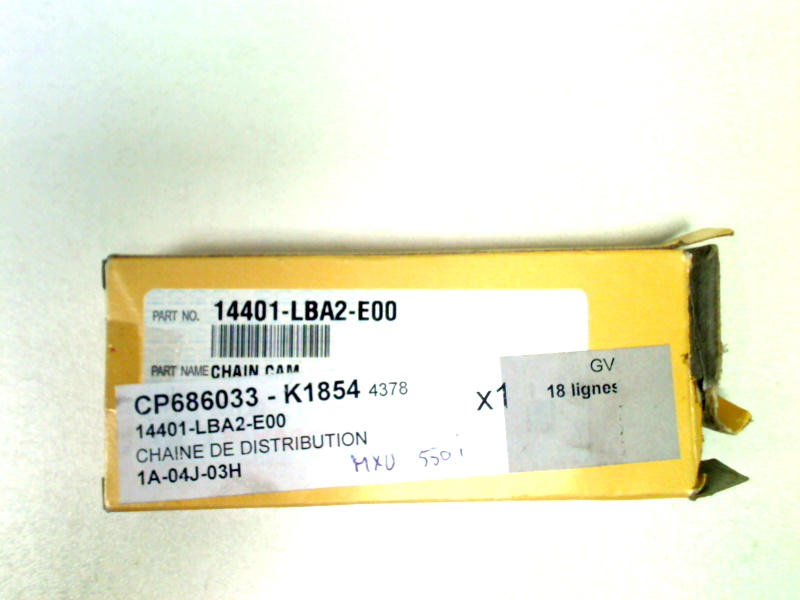 PART NO. 14401-LBA2-E00
PART NAME CHAIN CAM
CP686033 - K1854 4378
14401-LBA2-E00
CHAINE DE DISTRIBUTION
1A-04J-03H
x1
MXU 550i
GV
18 lignes